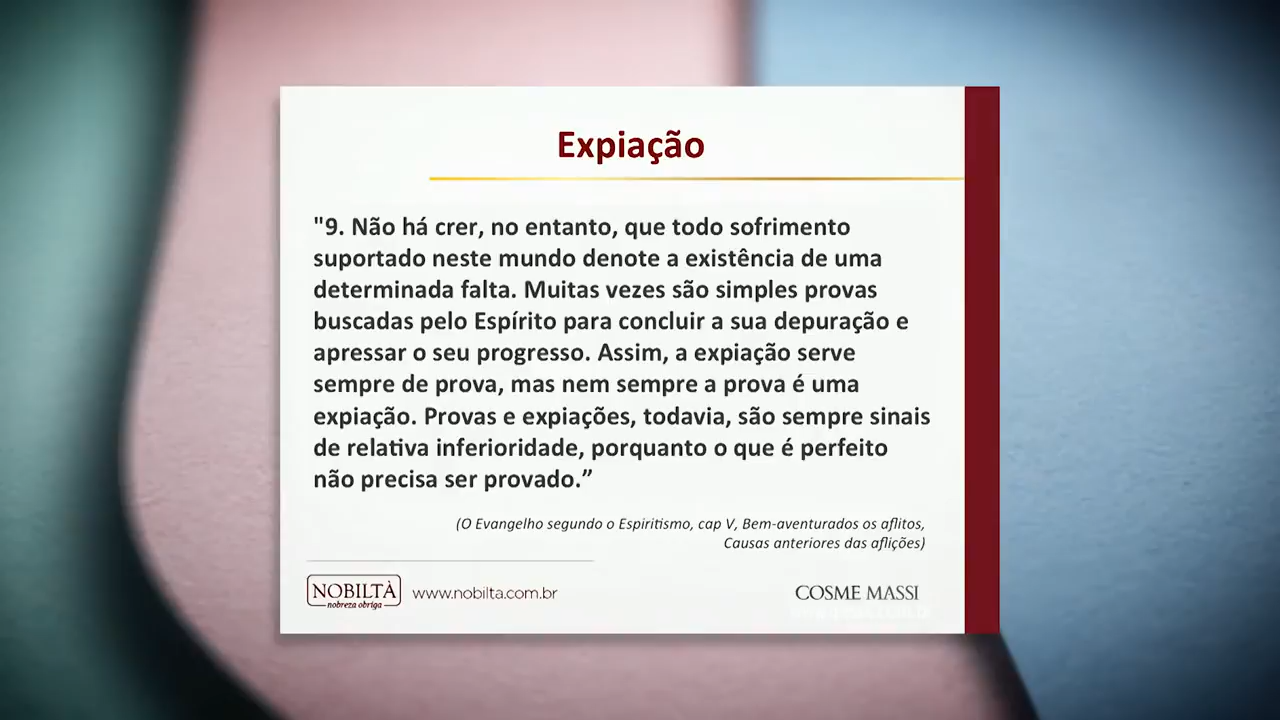 Expiação
"9. Não há crer, no entanto, que todo sofrimento
suportado neste mundo denote a existência de uma
determinada falta. Muitas vezes são simples provas
buscadas pelo Espírito para concluir a sua depuração e
apressar o seu progresso. Assim, a expiação serve
sempre de prova, mas nem sempre a prova é uma
expiação. Provas e expiações, todavia, são sempre sinais
de relativa inferioridade, porquanto o que é perfeito
não precisa ser provado.”
(O Evangelho segundo o Espiritismo, cap V, Bem-aventurados os aflitos,
Causas anteriores das aflições)
NOBILTÀ
nobreza obriga
www.nobilta.com.br
COSME MASSI